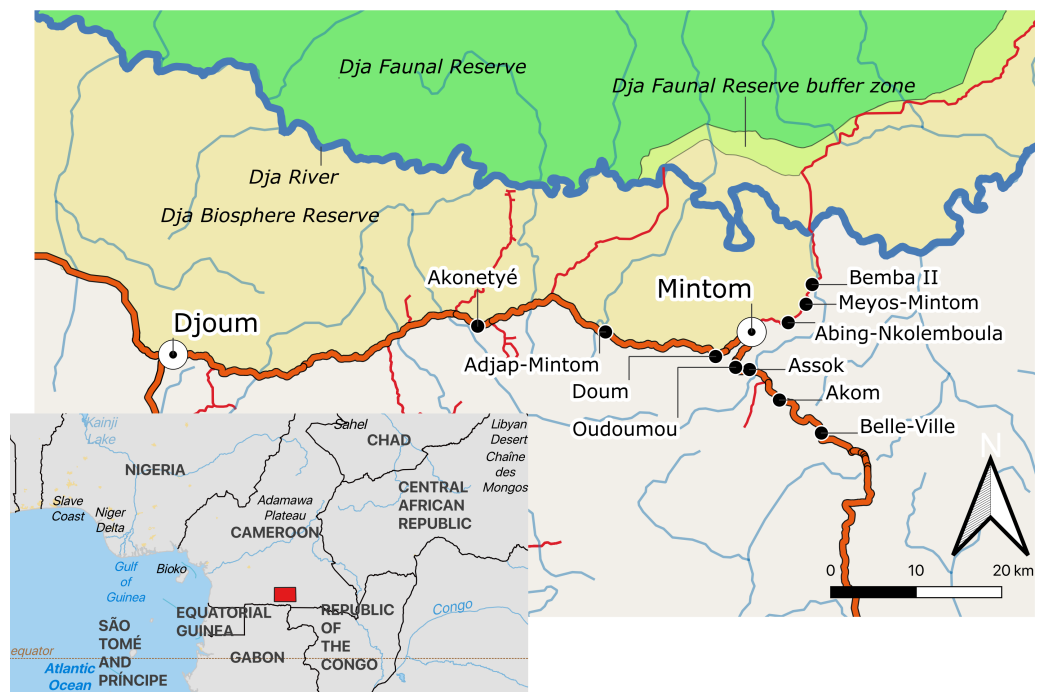 Dja Faunal Reserve
Dja Faunal Reserve buffer zone
Dja River
Dja Biosphere Reserve
Akonetyé
Bemba II
Mintom
Meyos-Mintom
Djoum
Abing-Nkolemboula
Adjap-Mintom
Assok
Doum
Akom
Oudoumou
Belle-Ville
N
0 10 20 km
Kainji
Lake
Sahel
CHAD
Libyan
Desert
Chaîne
des
Mongos
NIGERIA
CENTRAL
AFRICAN
REPUBLIC
Slave
Coast
Niger
Delta
Adamawa
Plateau
CAMEROON
Gulf
of
Guinea
Bioko
EQUATORIAL
GUINEA
REPUBLIC
OF
THE
CONGO
Congo
SÃO
TOMÉ
AND
PRÍNCIPE
GABON
equator
Atlantic
Ocean